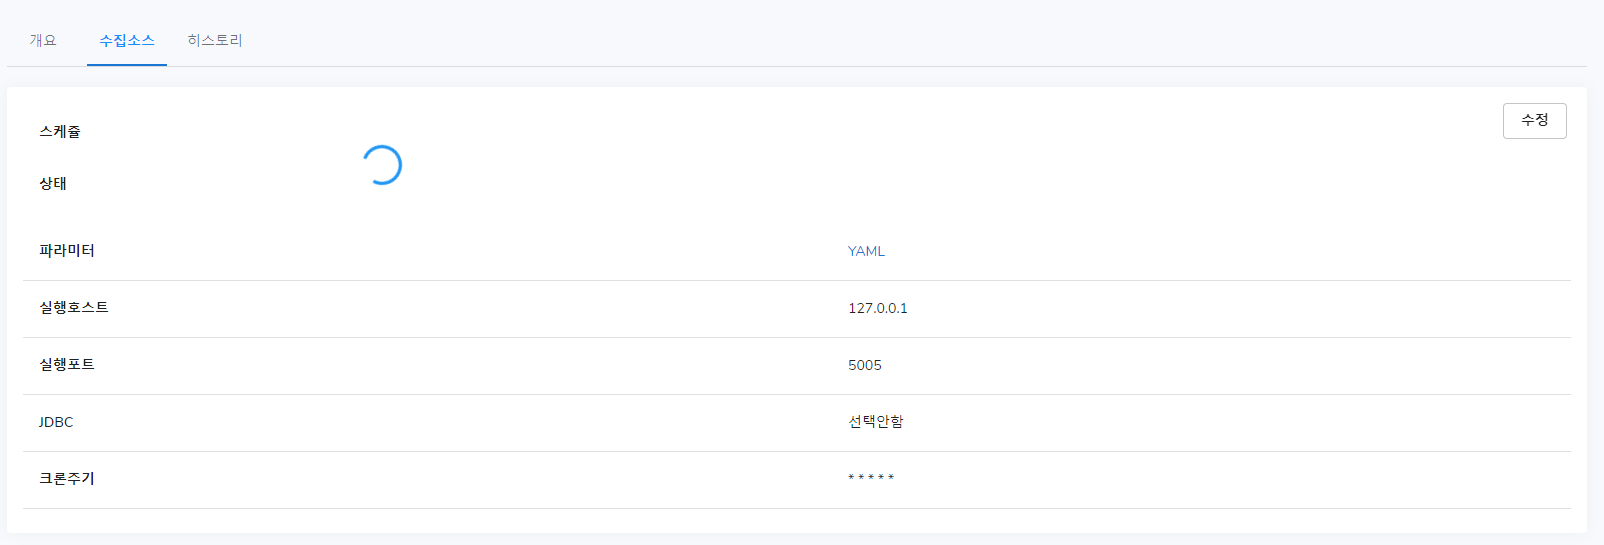 개요 수집소스 히스토리
수정
스케쥴
상태
파라미터 YAML
실행호스트 127.0.0.1
실행포트 5005
JDBC 선택안함
크론주기 * * * * *